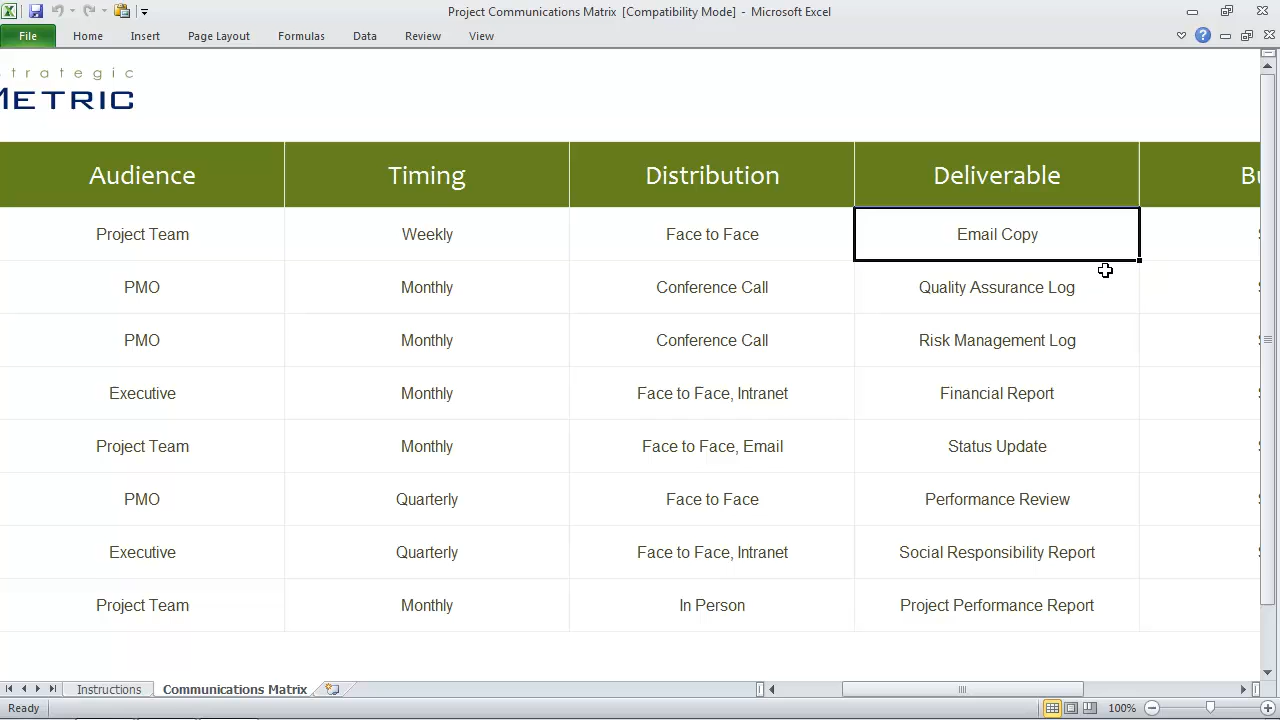 Project Communications Matrix  [Compatibility Mode]  -  Microsoft Excel
File Home Insert Page Layout Formulas Data Review View
trategic
METRIC
Audience Timing Distribution Deliverable
Project Team Weekly Face to Face Email Copy
PMO Monthly Conference Call Quality Assurance Log
PMO Monthly Conference Call Risk Management Log
Executive Monthly Face to Face, Intranet Financial Report
Project Team Monthly Face to Face, Email Status Update
PMO Quarterly Face to Face Performance Review
Executive Quarterly Face to Face, Intranet Social Responsibility Report
Project Team Monthly In Person Project Performance Report
Instructions Communications Matrix
Ready 100%